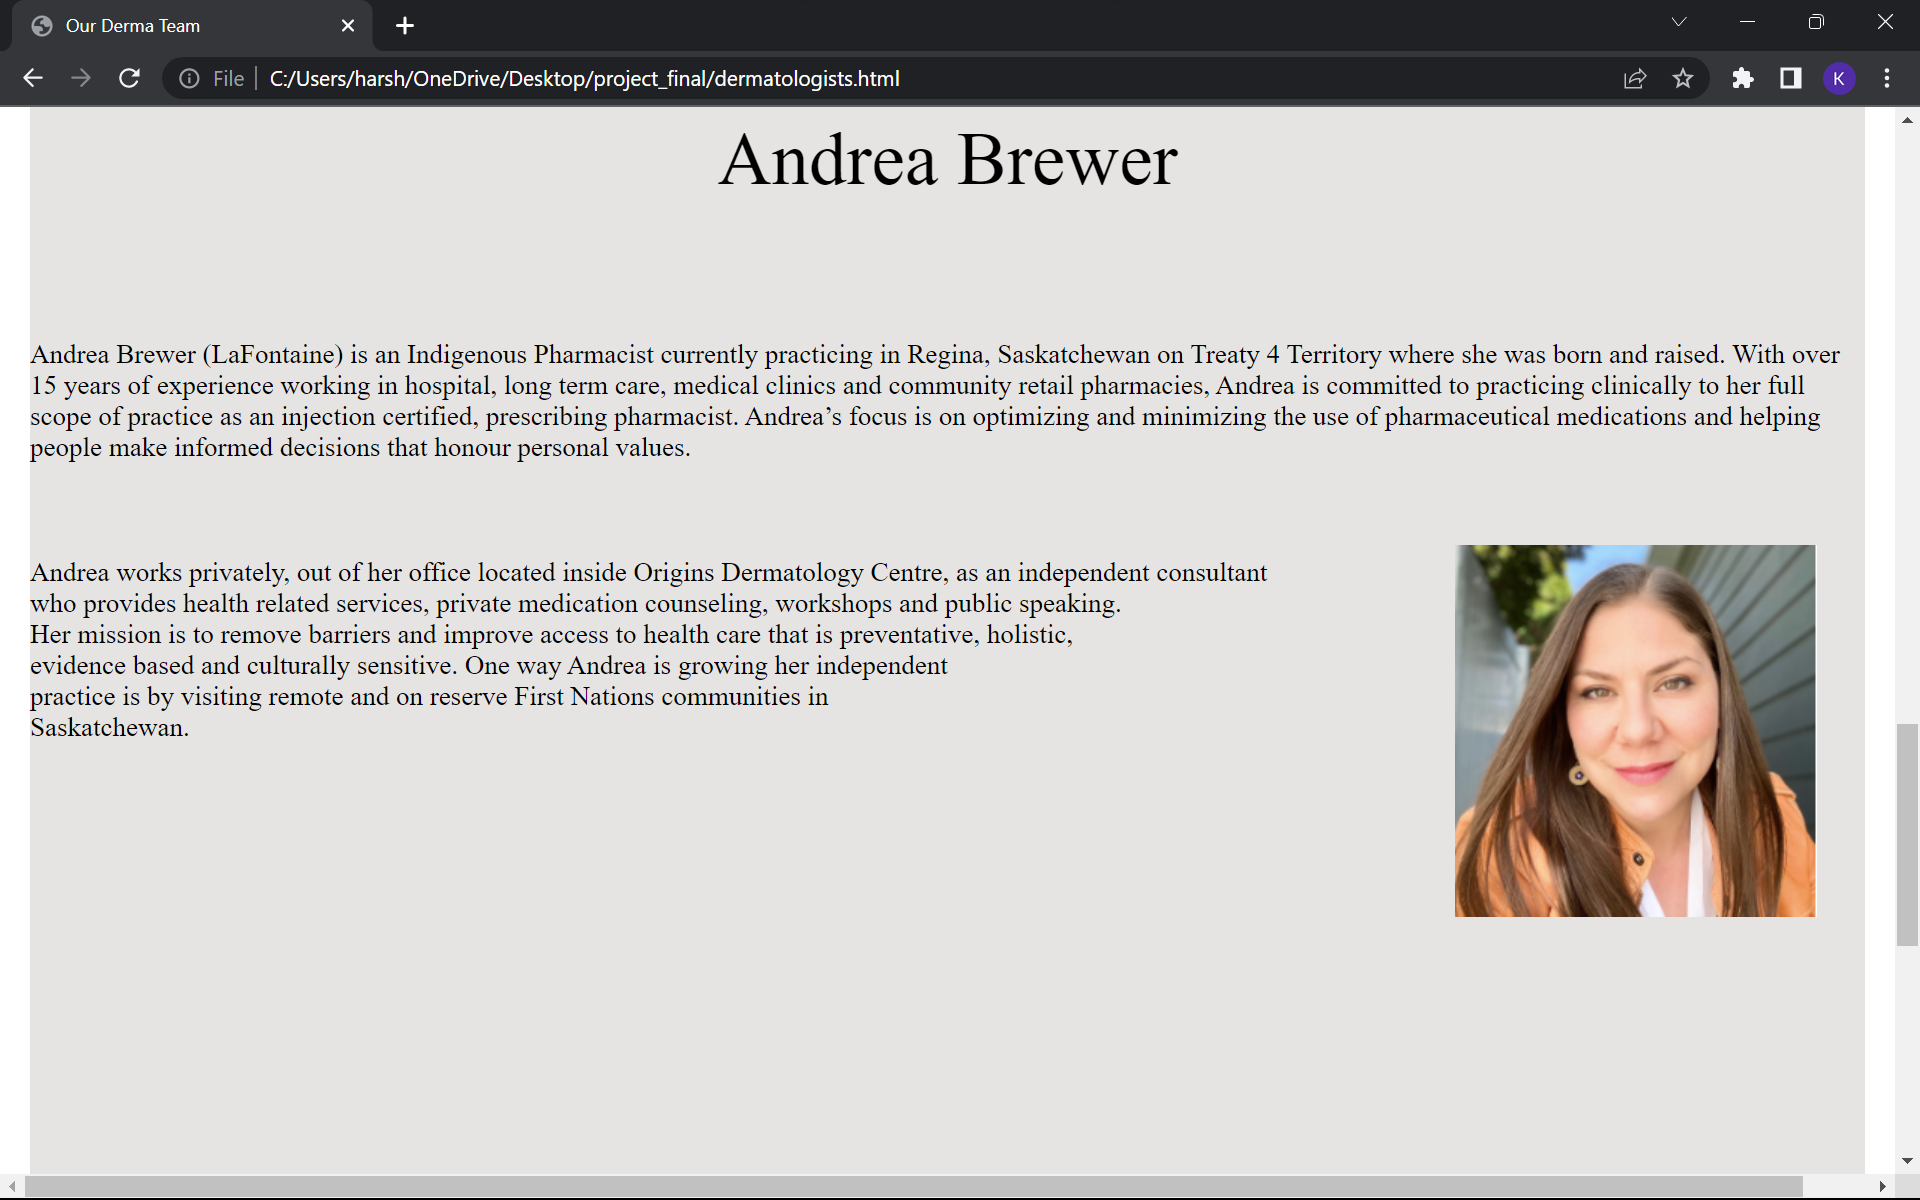 Our Derma Team
File C:/Users/harsh/OneDrive/Desktop/project_final/dermatologists.html
K
Andrea Brewer
Andrea Brewer (LaFontaine) is an Indigenous Pharmacist currently practicing in Regina, Saskatchewan on Treaty 4 Territory where she was born and raised. With over
15 years of experience working in hospital, long term care, medical clinics and community retail pharmacies, Andrea is committed to practicing clinically to her full
scope of practice as an injection certified, prescribing pharmacist. Andrea’s focus is on optimizing and minimizing the use of pharmaceutical medications and helping
people make informed decisions that honour personal values.
Andrea works privately, out of her office located inside Origins Dermatology Centre, as an independent consultant
who provides health related services, private medication counseling, workshops and public speaking.
Her mission is to remove barriers and improve access to health care that is preventative, holistic,
evidence based and culturally sensitive. One way Andrea is growing her independent
practice is by visiting remote and on reserve First Nations communities in
Saskatchewan.